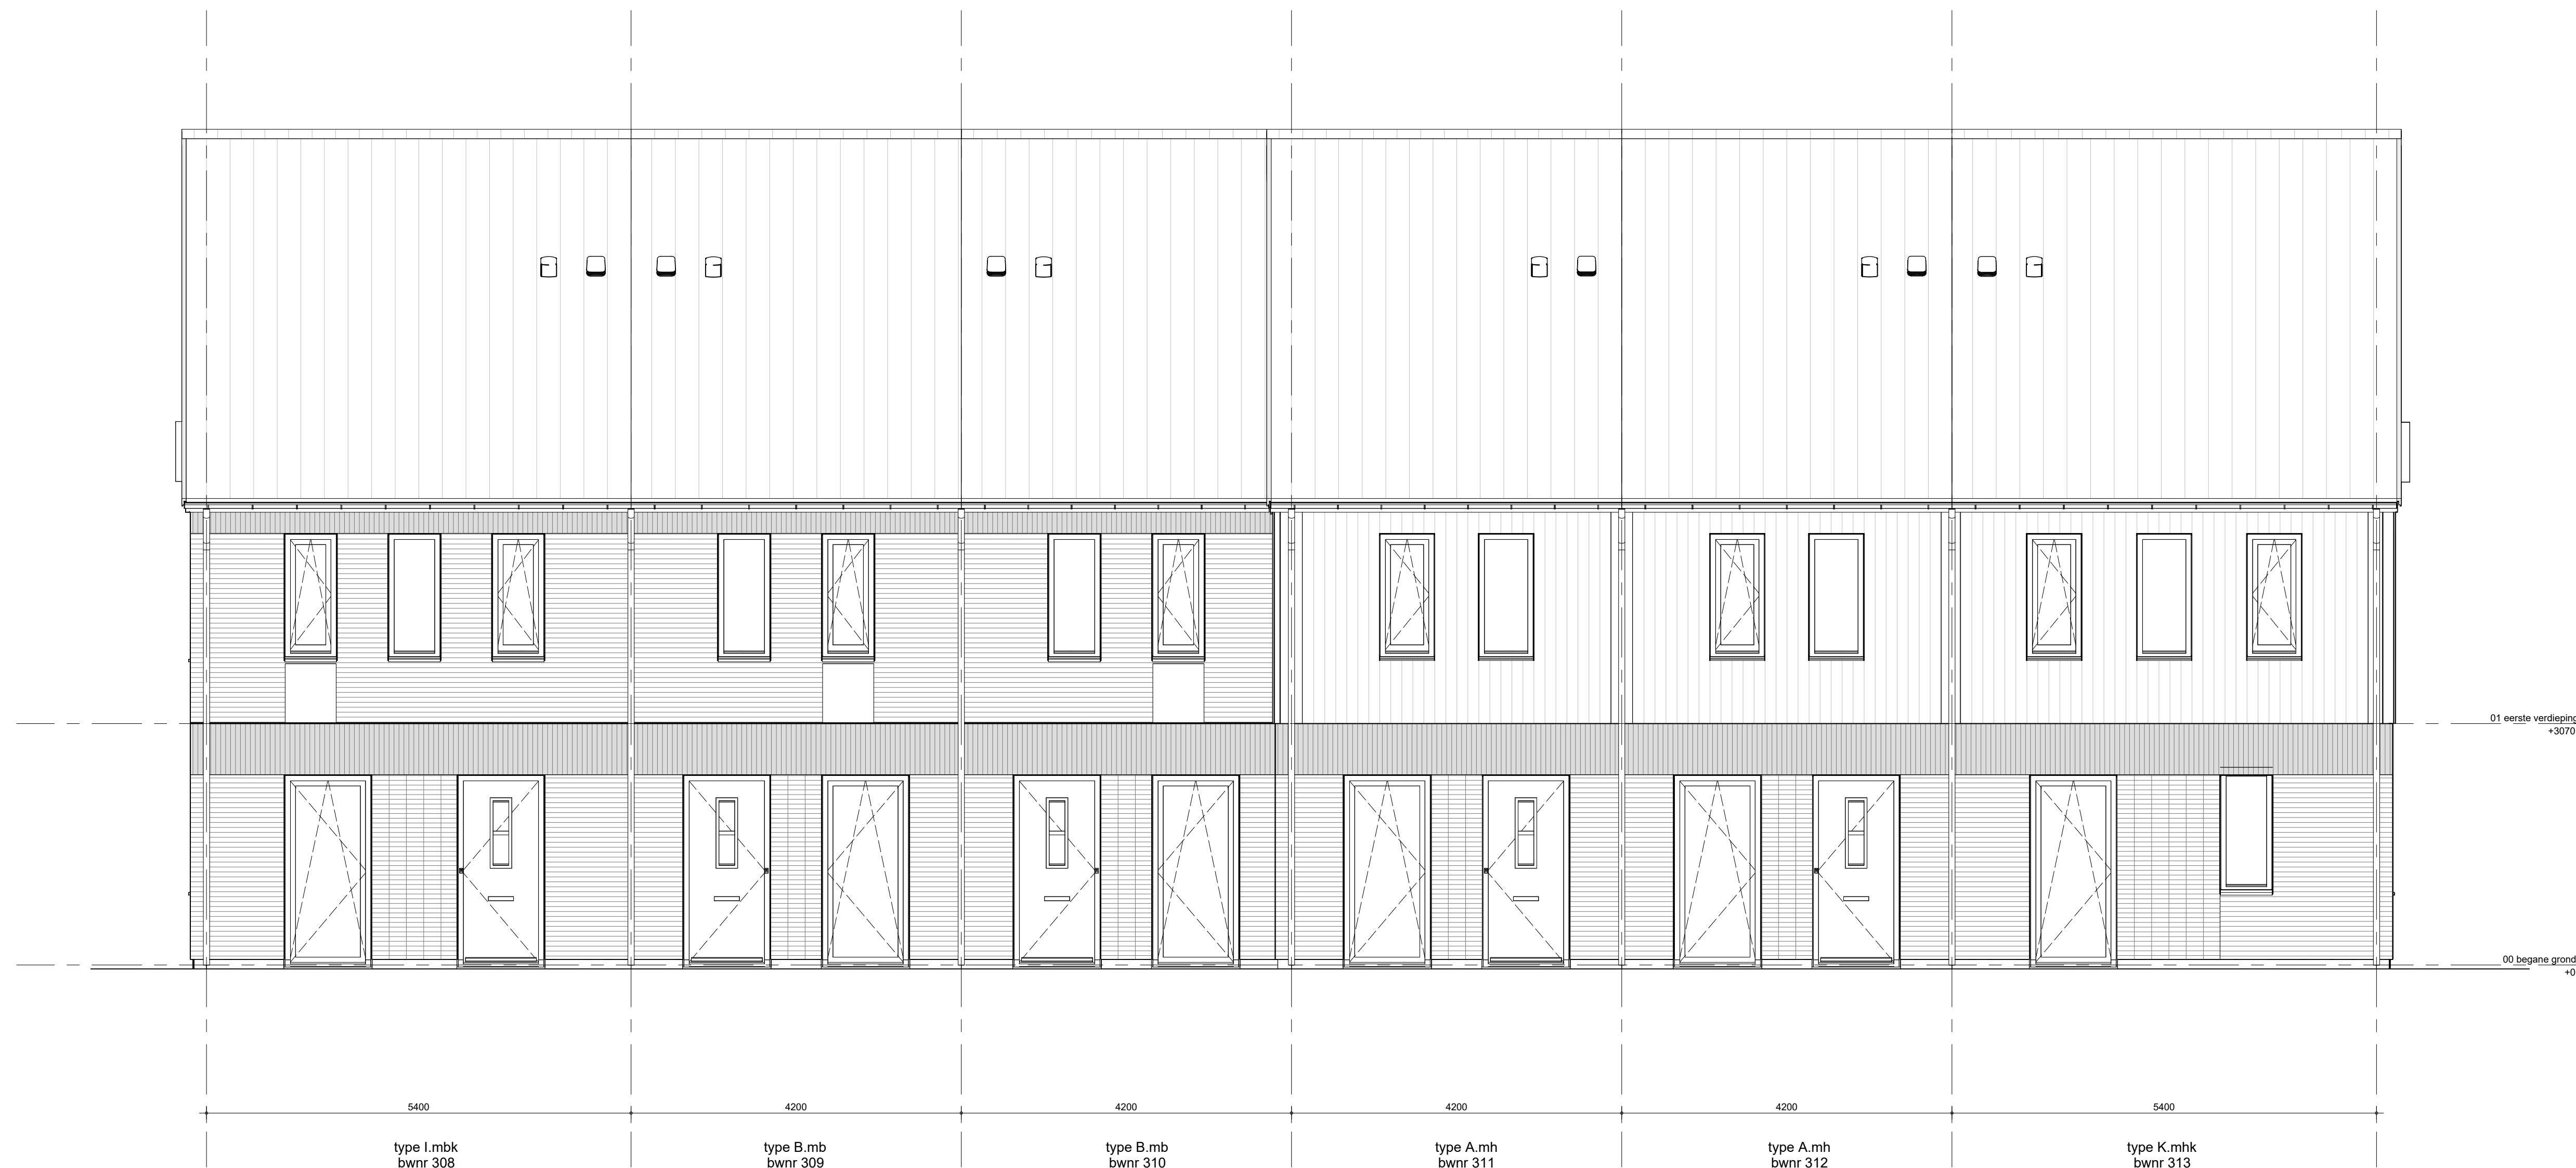 01 eerste verdieping
+3070
00 begane grond
+0
5400
4200
4200
4200
4200
5400
type I.mbk
bwnr 308
type B.mb
bwnr 309
type B.mb
bwnr 310
type A.mh
bwnr 311
type A.mh
bwnr 312
type K.mhk
bwnr 313